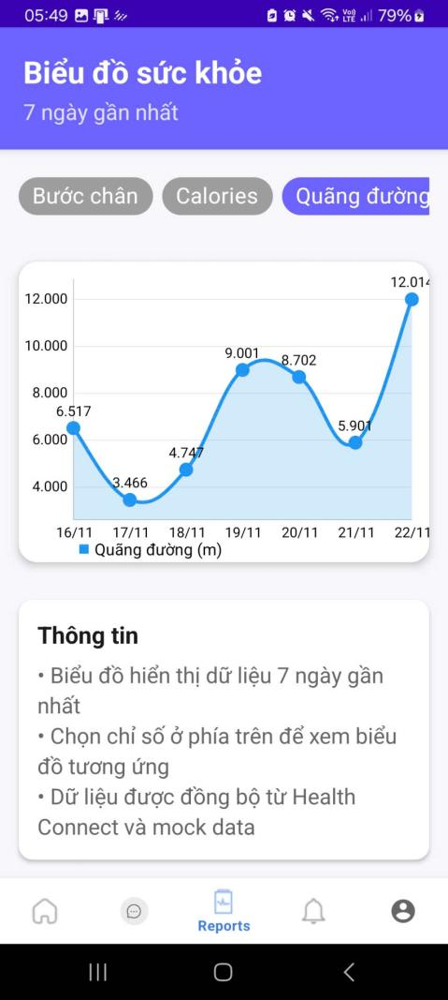 05:49
Vo))
LTE
79%
Biểu đồ sức khỏe
7 ngày gần nhất
Bước chân
Calories
Quãng đường
12.014
12.000
10.000
9.001
8.702
8.000
6.517
5.901
6.000
4.747
3.466
4.000
16/11 17/11 18/11 19/11 20/11 21/11 22/11
Quãng đường (m)
Thông tin
• Biểu đồ hiển thị dữ liệu 7 ngày gần
nhất
• Chọn chỉ số ở phía trên để xem biểu
đồ tương ứng
• Dữ liệu được đồng bộ từ Health
Connect và mock data
Reports